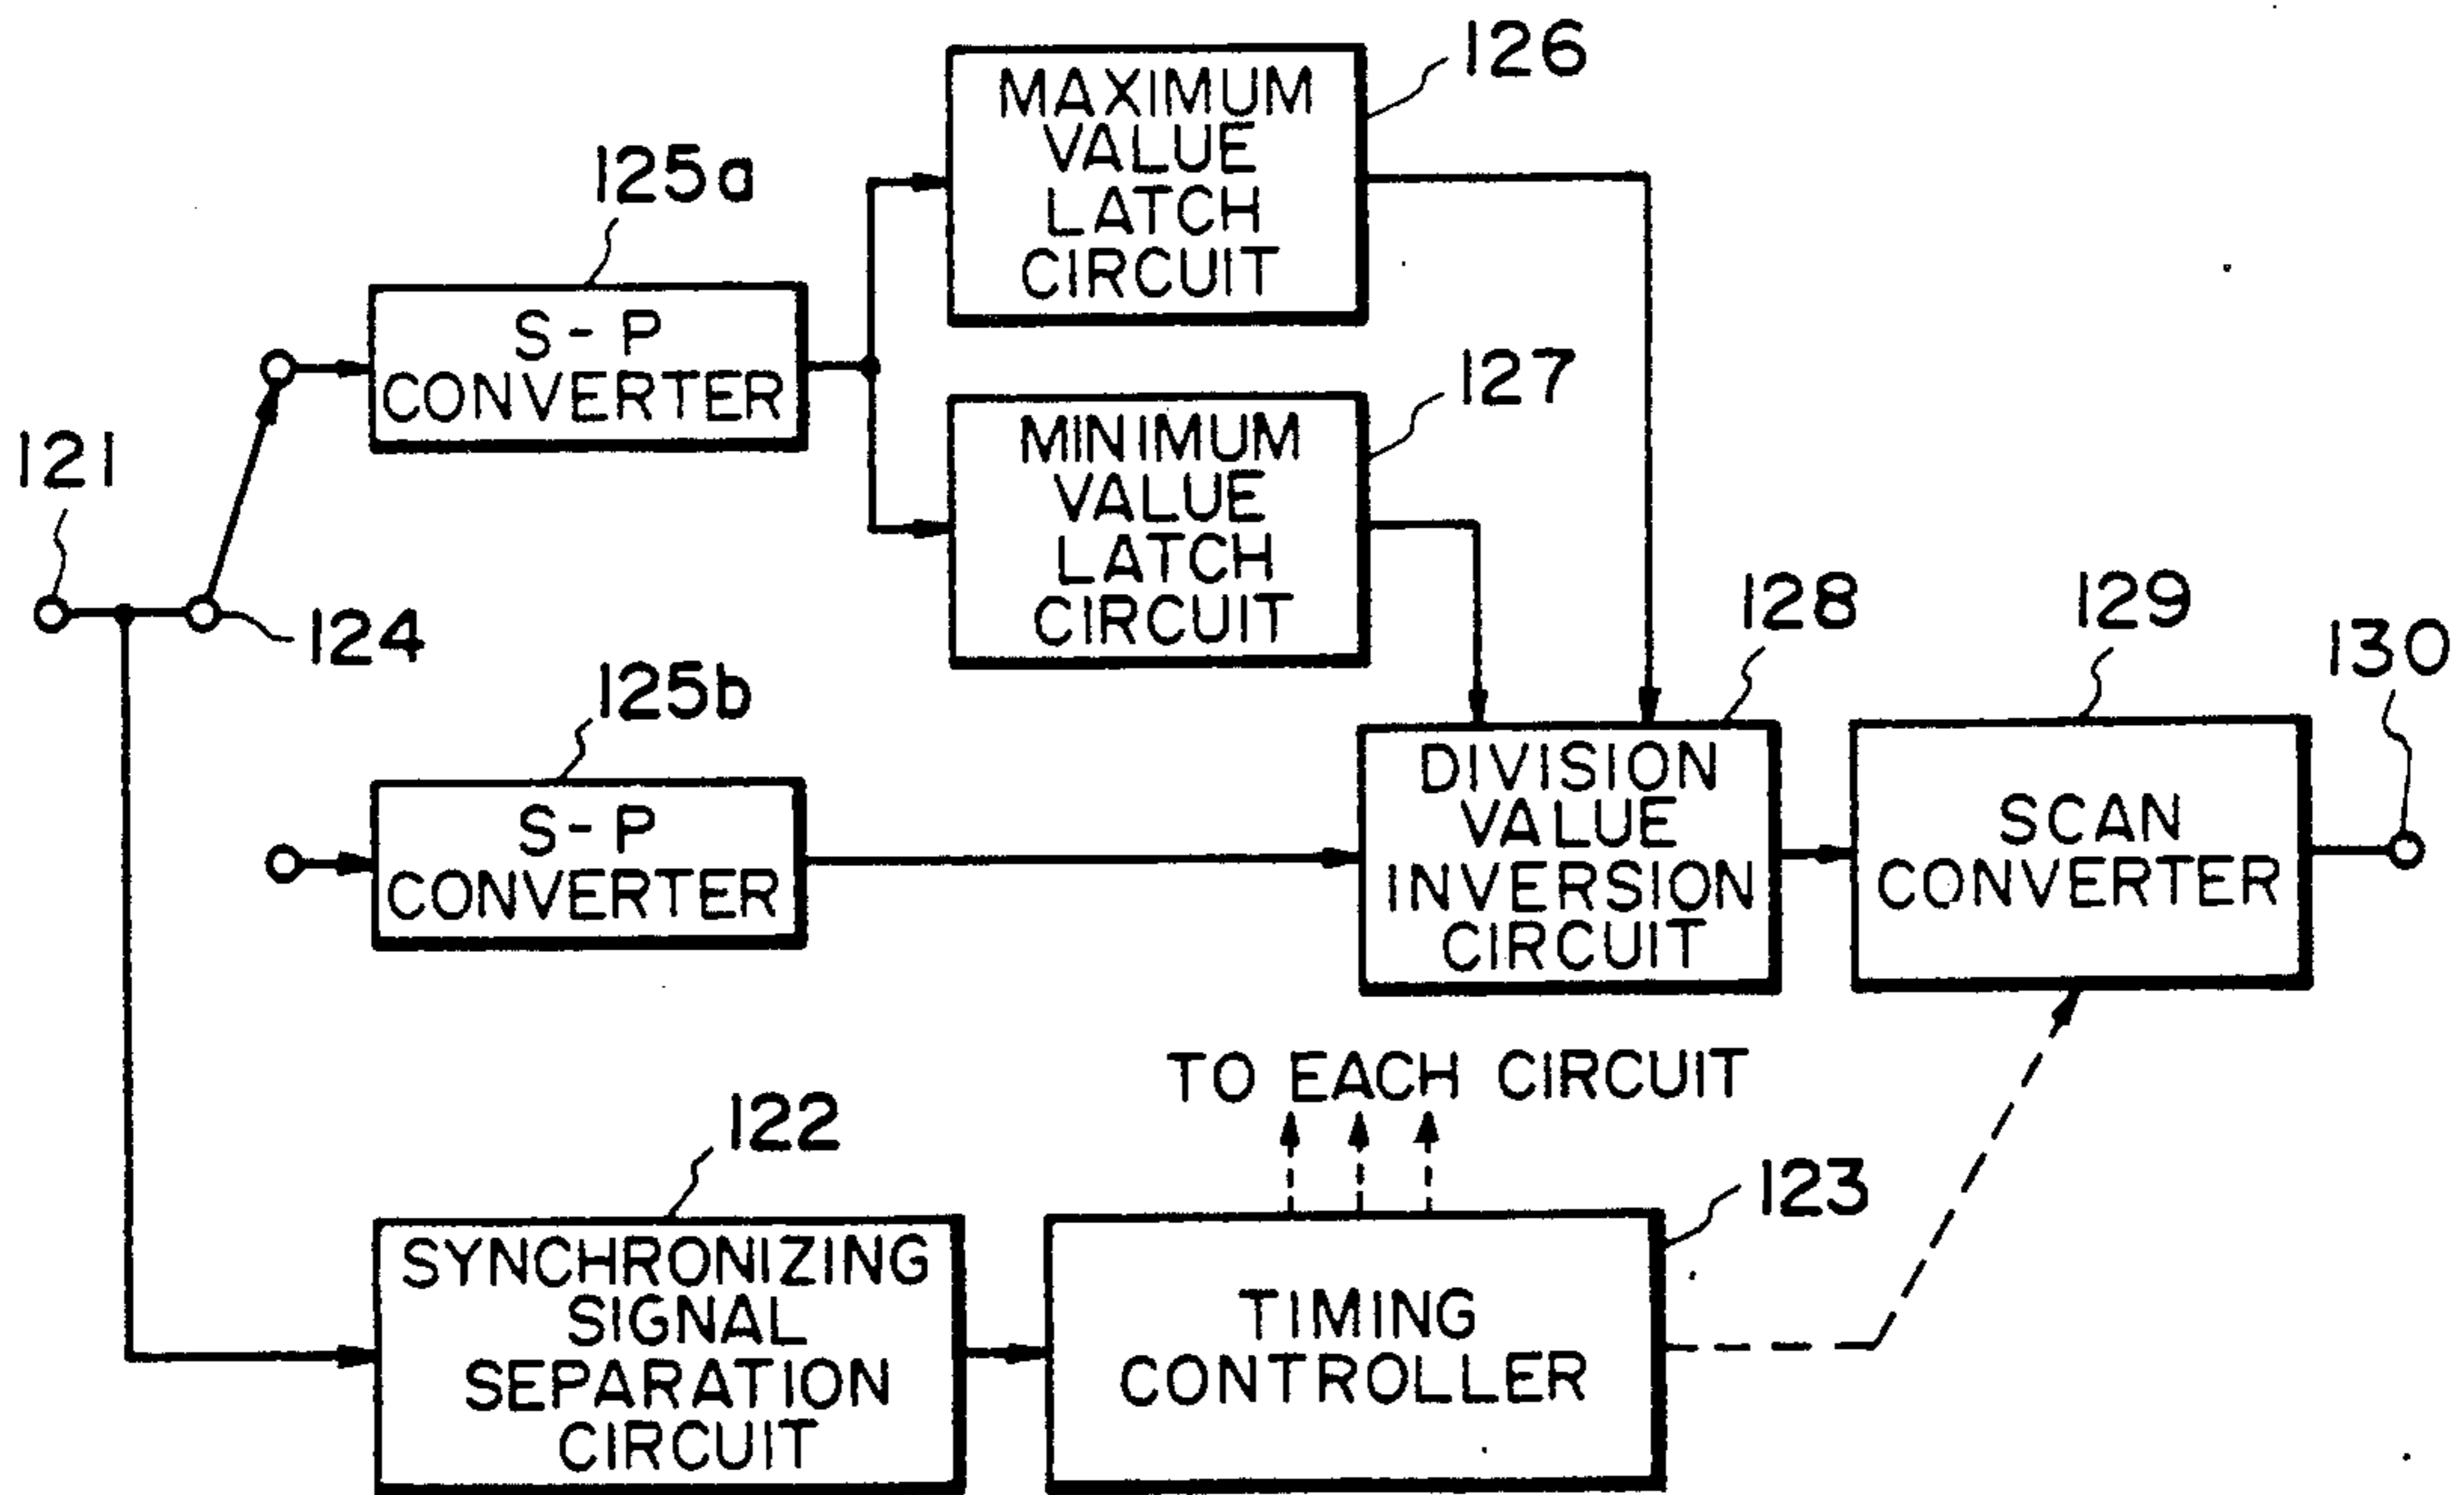 126
MAXIMUM
VALUE
LATCH
CIRCUIT
125a
S-P
CONVERTER
127
MINIMUM
VALUE
LATCH
CIRCUIT
121
124
128
129
130
125b
S-P
CONVERTER
DIVISION
VALUE
INVERSION
CIRCUIT
SCAN
CONVERTER
TO EACH CIRCUIT
122
123
SYNCHRONIZING
SIGNAL
SEPARATION
CIRCUIT
TIMING
CONTROLLER